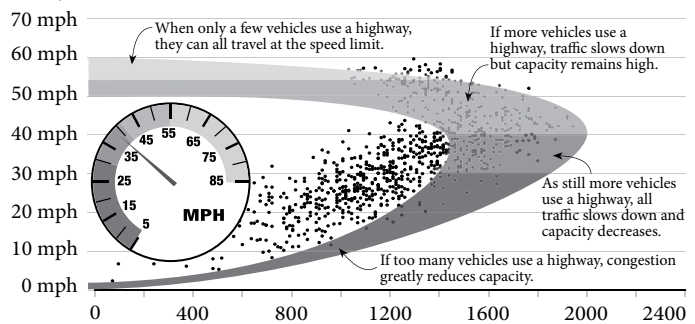 70 mph
60 mph
50 mph
40 mph
30 mph
20 mph
10 mph
0 mph
When only a few vehicles use a highway,
they can all travel at the speed limit.
If more vehicles use a
highway, traffic slows down
but capacity remains high.
As still more vehicles
use a highway, all
traffic slows down and
capacity decreases.
If too many vehicles use a highway, congestion
greatly reduces capacity.
5
15
25
35
45
55
65
75
85
MPH
0
400
800
1200
1600
2000
2400